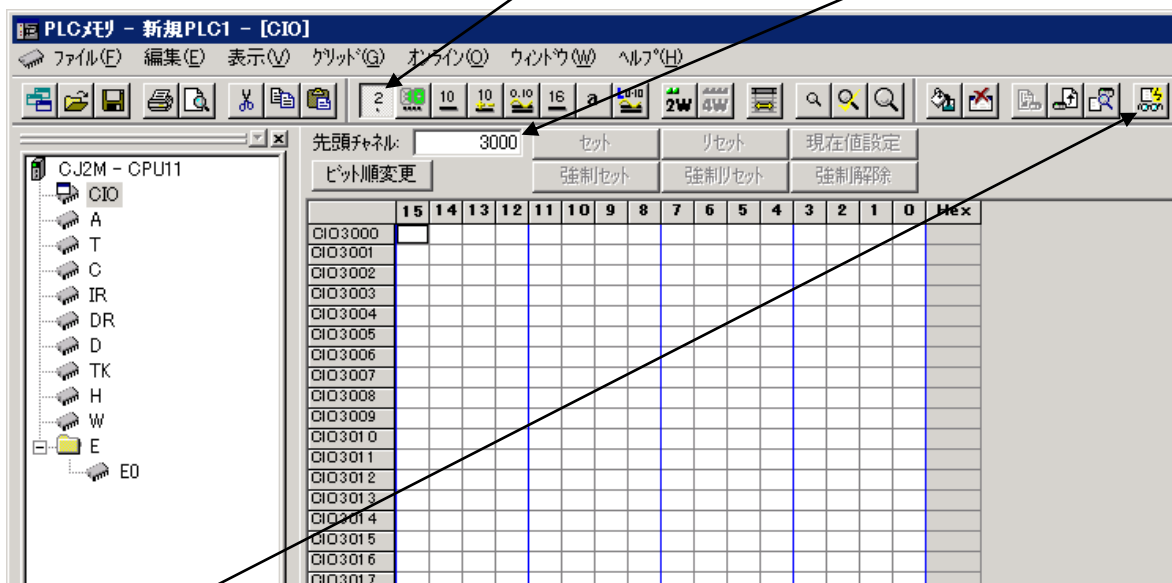 PLCﾒﾓﾘ - 新規PLC1 - [CIO]
ﾌｧｲﾙ(F) 編集(E) 表示(V) ｸﾞﾘｯﾄﾞ(G) ｵﾝﾗｲﾝ(O) ｳｨﾝﾄﾞｳ(W) ﾍﾙﾌﾟ(H)
2 10 10 0.10 16 a 2W 4W
先頭ﾁｬﾈﾙ: 3000 ｾｯﾄ ﾘｾｯﾄ 現在値設定
ﾋﾞｯﾄ順変更 強制ｾｯﾄ 強制ﾘｾｯﾄ 強制解除
CJ2M - CPU11
CIO
A
T
C
IR
DR
D
TK
H
W
E
E0
15 14 13 12 11 10 9 8 7 6 5 4 3 2 1 0 Hex
CIO3000
CIO3001
CIO3002
CIO3003
CIO3004
CIO3005
CIO3006
CIO3007
CIO3008
CIO3009
CIO3010
CIO3011
CIO3012
CIO3013
CIO3014
CIO3015
CIO3016
CIO3017